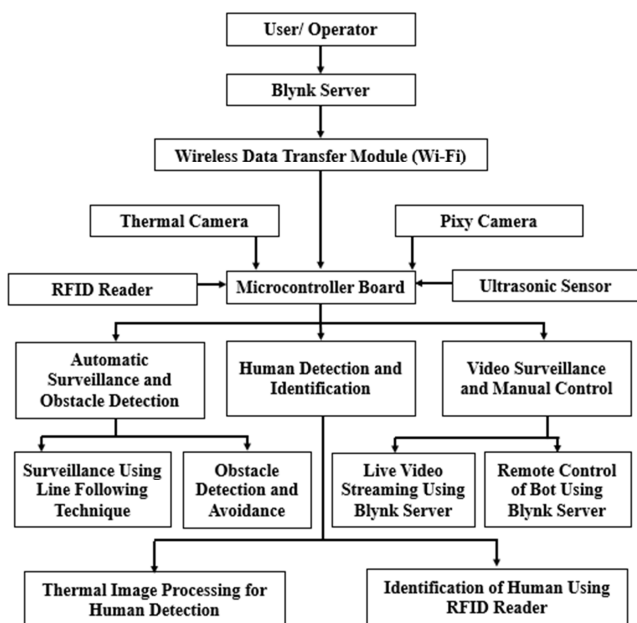 User/ Operator
Blynk Server
Wireless Data Transfer Module (Wi-Fi)
Thermal Camera
Pixy Camera
RFID Reader
Microcontroller Board
Ultrasonic Sensor
Automatic
Surveillance and
Obstacle Detection
Human Detection and
Identification
Video Surveillance
and Manual Control
Surveillance Using
Line Following
Technique
Obstacle
Detection and
Avoidance
Live Video
Streaming Using
Blynk Server
Remote Control
of Bot Using
Blynk Server
Thermal Image Processing for
Human Detection
Identification of Human Using
RFID Reader